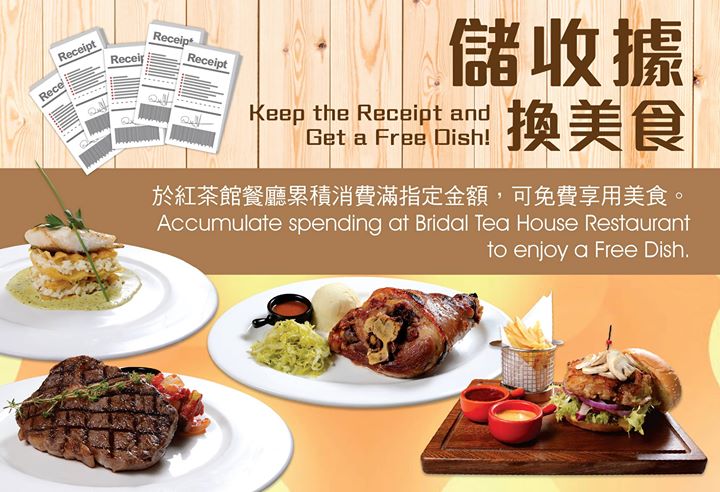 Receipt
Receipt
Receipt
Receipt
Receipt
儲收據
Keep the Receipt and
Get a Free Dish!
換美食
於紅茶館餐廳累積消費滿指定金額，可免費享用美食。
Accumulate spending at Bridal Tea House Restaurant
to enjoy a Free Dish.